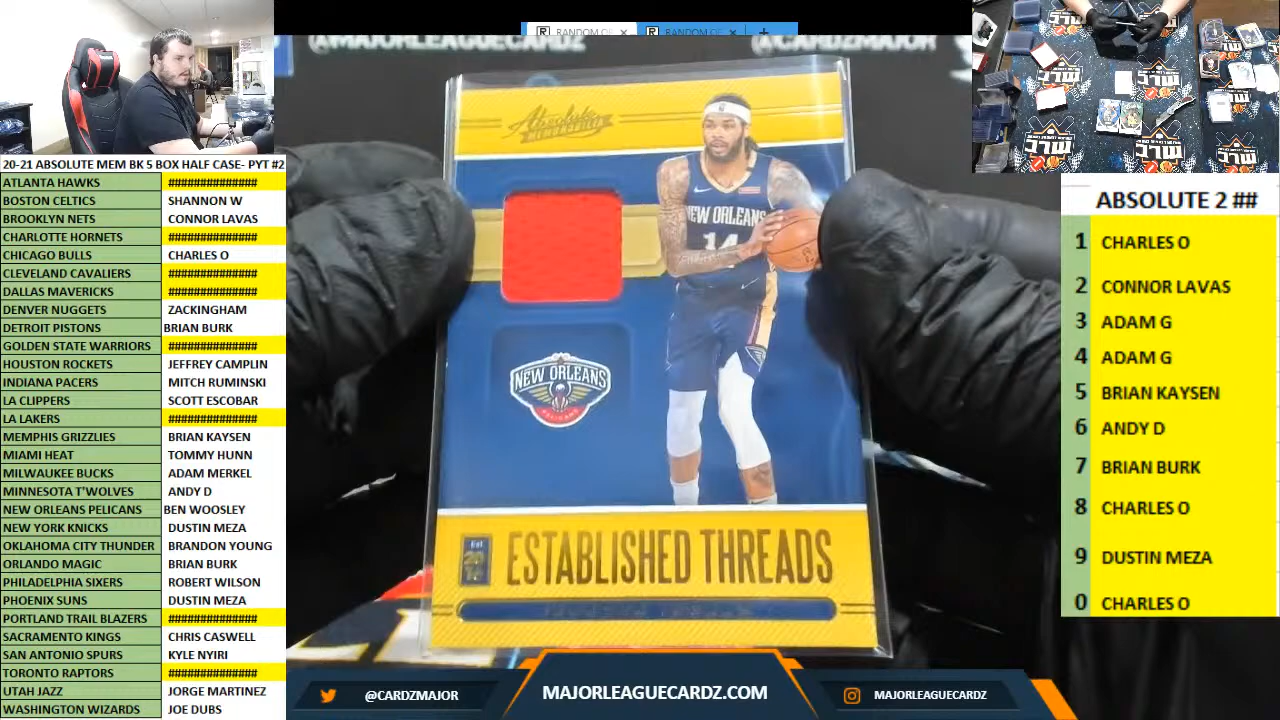 RANDOM.O
RANDOM.O
@MAJORLEAGUECARDZ
@CARDZMAJOR
20-21 ABSOLUTE MEM BK 5 BOX HALF CASE- PYT #2
ATLANTA HAWKS ##############
BOSTON CELTICS SHANNON W
BROOKLYN NETS CONNOR LAVAS
CHARLOTTE HORNETS ##############
CHICAGO BULLS CHARLES O
CLEVELAND CAVALIERS ##############
DALLAS MAVERICKS ##############
DENVER NUGGETS ZACKINGHAM
DETROIT PISTONS BRIAN BURK
GOLDEN STATE WARRIORS ##############
HOUSTON ROCKETS JEFFREY CAMPLIN
INDIANA PACERS MITCH RUMINSKI
LA CLIPPERS SCOTT ESCOBAR
LA LAKERS ##############
MEMPHIS GRIZZLIES BRIAN KAYSEN
MIAMI HEAT TOMMY HUNN
MILWAUKEE BUCKS ADAM MERKEL
MINNESOTA T'WOLVES ANDY D
NEW ORLEANS PELICANS BEN WOOSLEY
NEW YORK KNICKS DUSTIN MEZA
OKLAHOMA CITY THUNDER BRANDON YOUNG
ORLANDO MAGIC BRIAN BURK
PHILADELPHIA SIXERS ROBERT WILSON
PHOENIX SUNS DUSTIN MEZA
PORTLAND TRAIL BLAZERS ##############
SACRAMENTO KINGS CHRIS CASWELL
SAN ANTONIO SPURS KYLE NYIRI
TORONTO RAPTORS ##############
UTAH JAZZ JORGE MARTINEZ
WASHINGTON WIZARDS JOE DUBS
Absolute
MEMORABILIA
NEW ORLEANS
14
NEW ORLEANS
PELICANS
Est
ESTABLISHED THREADS
ABSOLUTE 2 ##
1 CHARLES O
2 CONNOR LAVAS
3 ADAM G
4 ADAM G
5 BRIAN KAYSEN
6 ANDY D
7 BRIAN BURK
8 CHARLES O
9 DUSTIN MEZA
0 CHARLES O
@CARDZMAJOR
MAJORLEAGUECARDZ.COM
MAJORLEAGUECARDZ